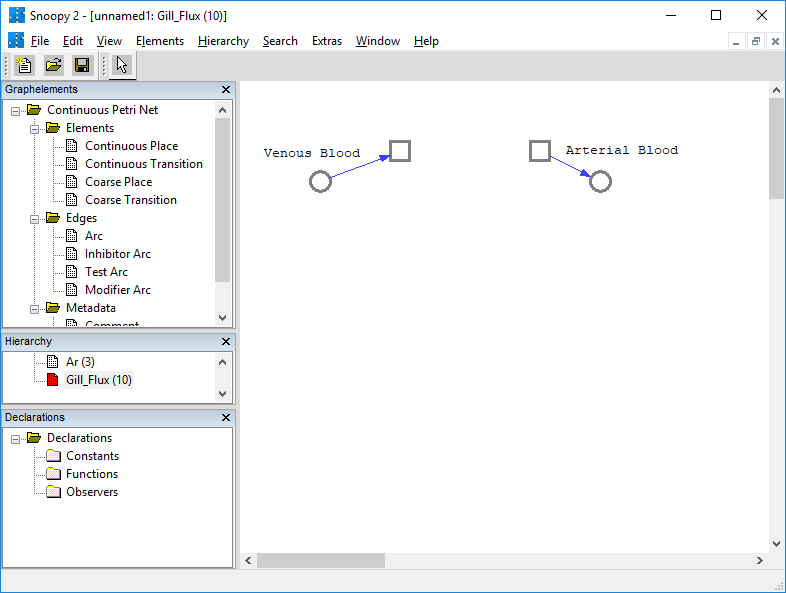 Snoopy 2 - [unnamed1: Gill_Flux (10)]
File Edit View Elements Hierarchy Search Extras Window Help
Graphelements
Continuous Petri Net
Elements
Continuous Place
Continuous Transition
Coarse Place
Coarse Transition
Edges
Arc
Inhibitor Arc
Test Arc
Modifier Arc
Metadata
Comment
Hierarchy
Ar (3)
Gill_Flux (10)
Declarations
Declarations
Constants
Functions
Observers
Venous Blood
Arterial Blood